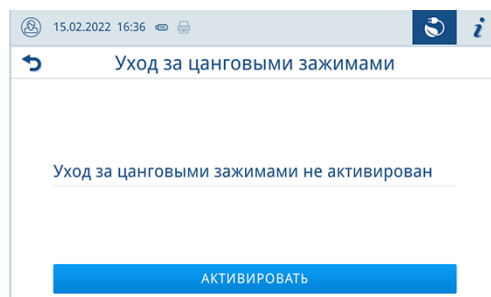 15.02.2022 16:36
i
Уход за цанговыми зажимами
Уход за цанговыми зажимами не активирован
АКТИВИРОВАТЬ